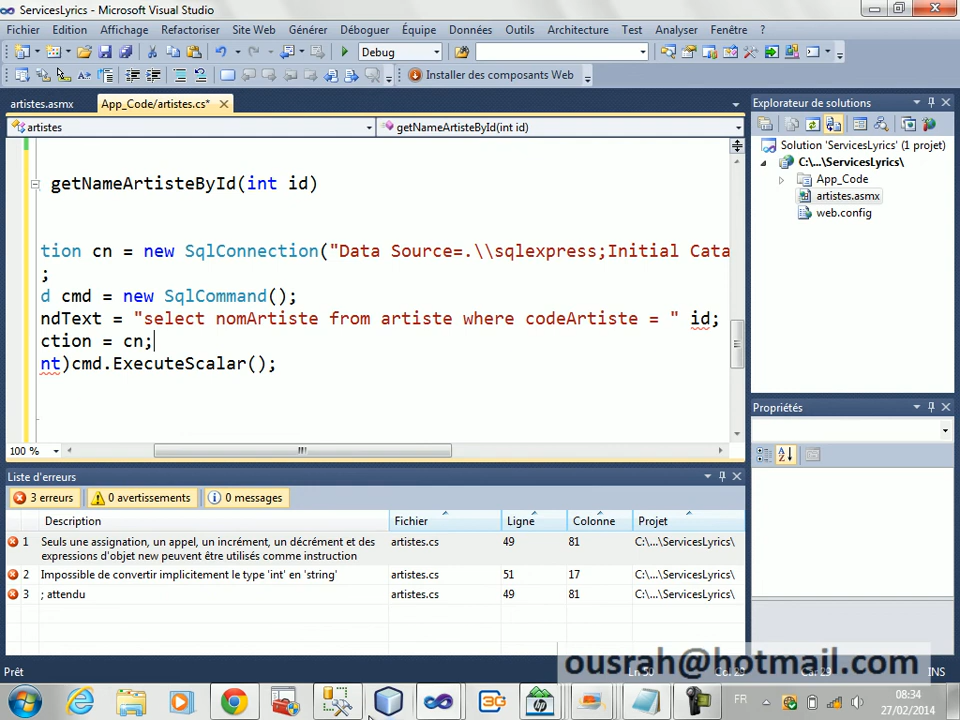 ServicesLyrics - Microsoft Visual Studio
Fichier Edition Affichage Refactoriser Site Web Générer Déboguer Équipe Données Outils Architecture Test Analyser Fenêtre ?
Debug
Installer des composants Web
artistes.asmx App_Code/artistes.cs*
artistes getNameArtisteById(int id)
getNameArtisteById(int id)
tion cn = new SqlConnection("Data Source=.\\sqlexpress;Initial Cata
;
d cmd = new SqlCommand();
ndText = "select nomArtiste from artiste where codeArtiste = " id;
ction = cn;
nt)cmd.ExecuteScalar();
100 %
Explorateur de solutions
Solution 'ServicesLyrics' (1 projet)
C:\...\ServicesLyrics\
App_Code
artistes.asmx
web.config
Propriétés
Liste d'erreurs
3 erreurs 0 avertissements 0 messages
Description Fichier Ligne Colonne Projet
1 Seuls une assignation, un appel, un incrément, un décrément et des artistes.cs 49 81 C:\...\ServicesLyrics\
expressions d'objet new peuvent être utilisés comme instruction
2 Impossible de convertir implicitement le type 'int' en 'string' artistes.cs 51 17 C:\...\ServicesLyrics\
3 ; attendu artistes.cs 49 81 C:\...\ServicesLyrics\
ousrah@hotmail.com
Prêt INS
FR 08:34
27/02/2014